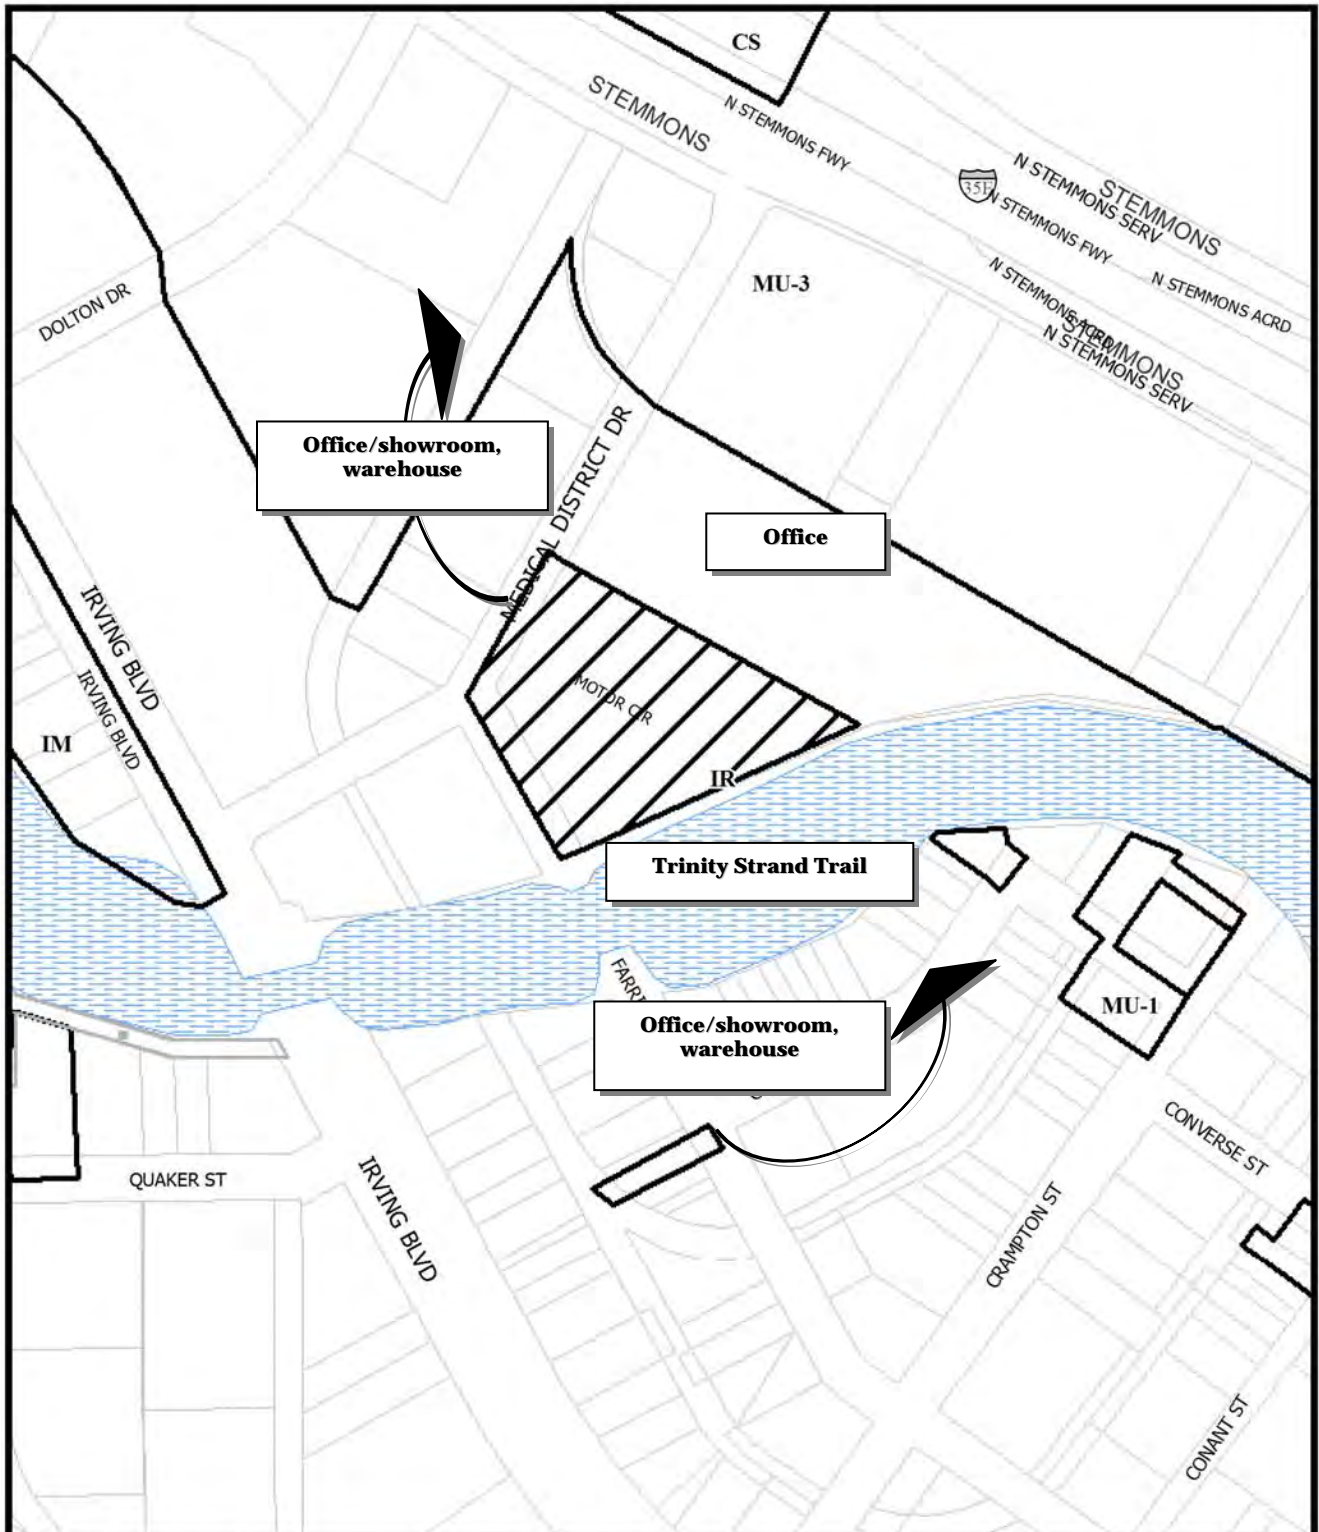 CS
STEMMONS
N STEMMONS FWY
35E
N STEMMONS SERV
STEMMONS
N STEMMONS FWY
N STEMMONS ACRD
MU-3
N STEMMONS ACRD
STEMMONS
N STEMMONS SERV
DOLTON DR
Office/showroom,
warehouse
MEDICAL DISTRICT DR
Office
IRVING BLVD
IRVING BLVD
MOTOR CIR
IM
IR
Trinity Strand Trail
FARRI
Office/showroom,
warehouse
MU-1
CONVERSE ST
QUAKER ST
IRVING BLVD
CRAMPTON ST
CONANT ST